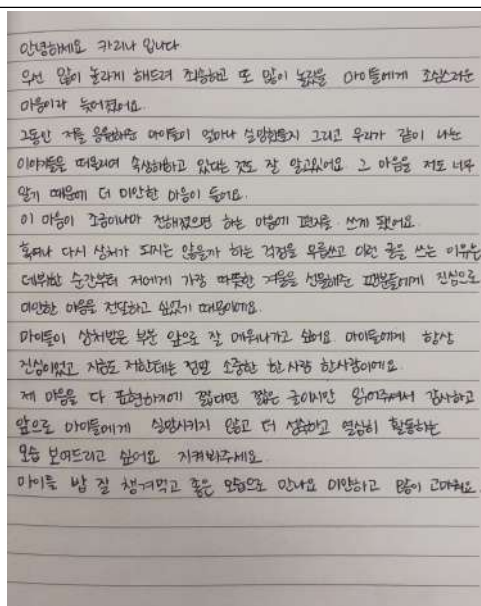 안녕하세요 카리나 입니다
우선 많이 놀라게 해드려 죄송하고 또 많이 놀랐을 마이들에게 조심스러운
마음이라 늦어졌어요.
그동안 저를 응원해준 마이들이 얼마나 실망했을지 그리고 우리가 같이 나눈
이야기들을 떠올리며 속상해하고 있다는 것도 잘 알고있어요 그 마음을 저도 너무
알기 때문에 더 미안한 마음이 들어요.
이 마음이 조금이나마 전해졌으면 하는 마음에 편지를 쓰게 됐어요.
혹여나 다시 상처가 되지는 않을까 하는 걱정을 무릅쓰고 이런 글을 쓰는 이유는
데뷔한 순간부터 저에게 가장 따뜻한 겨울을 선물해준 팬분들에게 진심으로
미안한 마음을 전달하고 싶었기 때문이에요.
마이들이 상처받은 부분 앞으로 잘 메워나가고 싶어요. 마이들에게 항상
진심이었고 지금도 저한테는 정말 소중한 한 사람 한사람이에요.
제 마음을 다 표현하기에 짧다면 짧은 글이지만 읽어주셔서 감사하고
앞으로 마이들에게 실망시키지 않고 더 성숙하고 열심히 활동하는
모습 보여드리고 싶어요 지켜봐주세요.
마이들 밥 잘 챙겨먹고 좋은 모습으로 만나요 미안하고 많이 고마워요